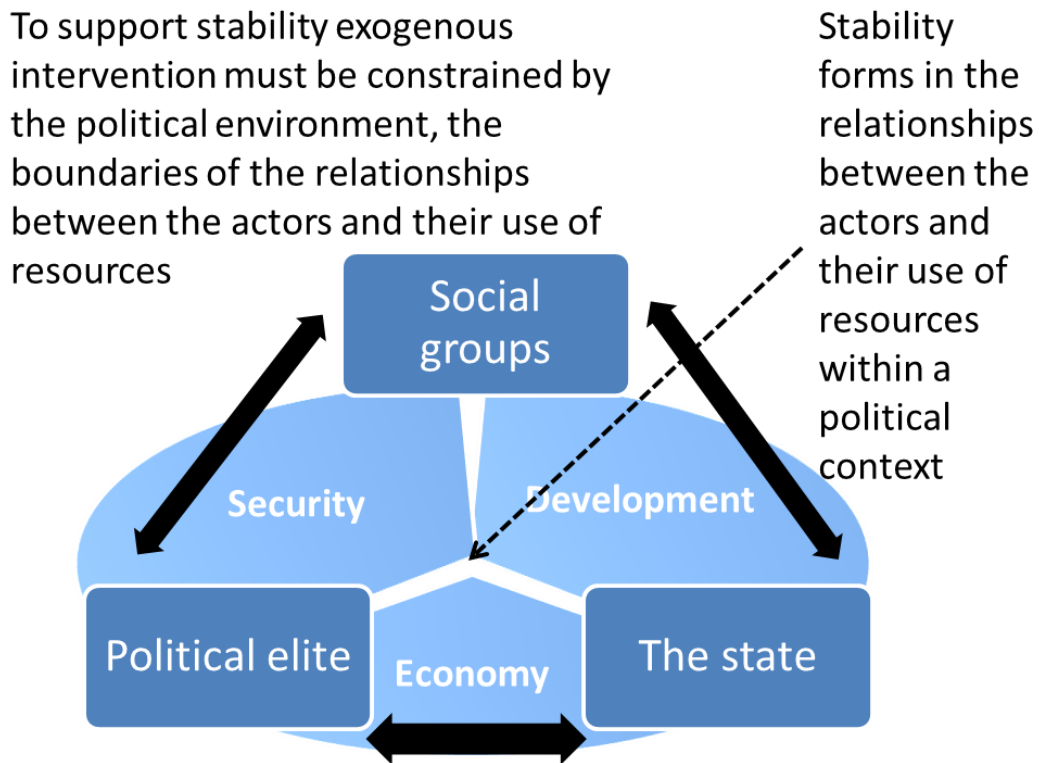 To support stability exogenous
intervention must be constrained by
the political environment, the
boundaries of the relationships
between the actors and their use of
resources
Stability
forms in the
relationships
between the
actors and
their use of
resources
within a
political
context
Social
groups
Security
Development
Political elite
Economy
The state